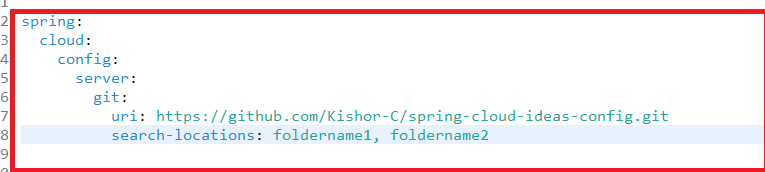 1
2 spring:
3 cloud:
4 config:
5 server:
6 git:
7 uri: https://github.com/Kishor-C/spring-cloud-ideas-config.git
8 search-locations: foldername1, foldername2
9